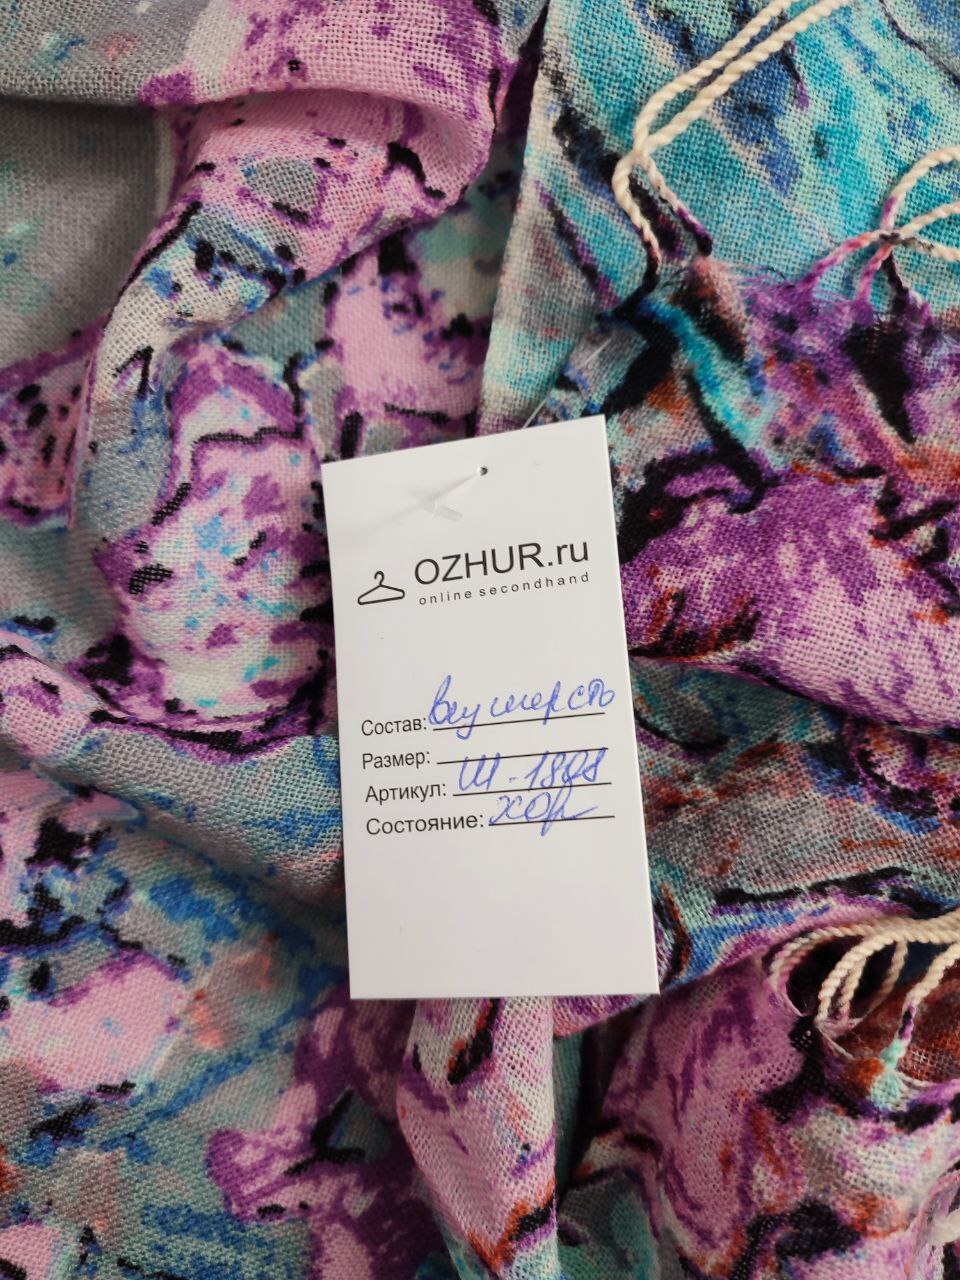 OZHUR.ru
online secondhand
Состав: шерсть
Размер:
Артикул: Ш-1808
Состояние: хор